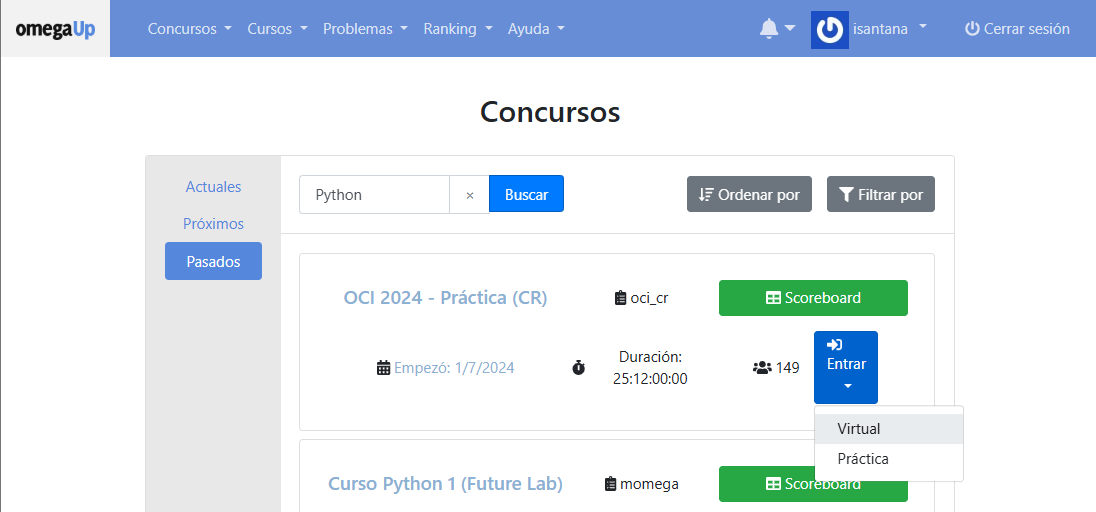 omegaUp Concursos Cursos Problemas Ranking Ayuda isantana Cerrar sesión
Concursos
Actuales
Próximos
Pasados
Python × Buscar Ordenar por Filtrar por
OCI 2024 - Práctica (CR) oci_cr Scoreboard
Empezó: 1/7/2024 Duración: 149 Entrar
25:12:00:00
Virtual
Práctica
Curso Python 1 (Future Lab) momega Scoreboard